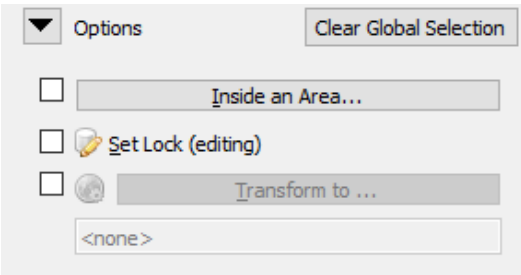 Options
Clear Global Selection
Inside an Area...
Set Lock (editing)
Transform to ...
<none>